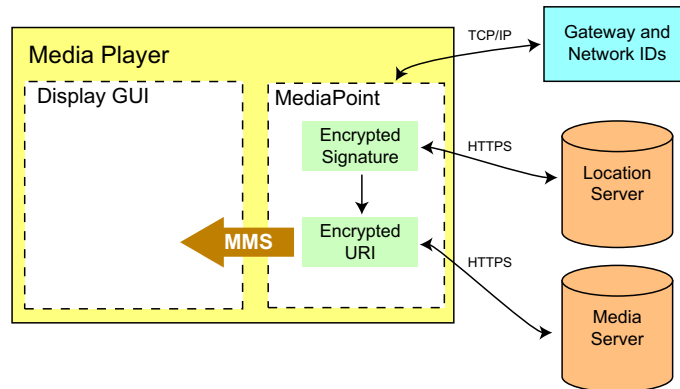 Media Player
Display GUI
MediaPoint
Encrypted
Signature
Encrypted
URI
MMS
TCP/IP
Gateway and
Network IDs
HTTPS
Location
Server
HTTPS
Media
Server